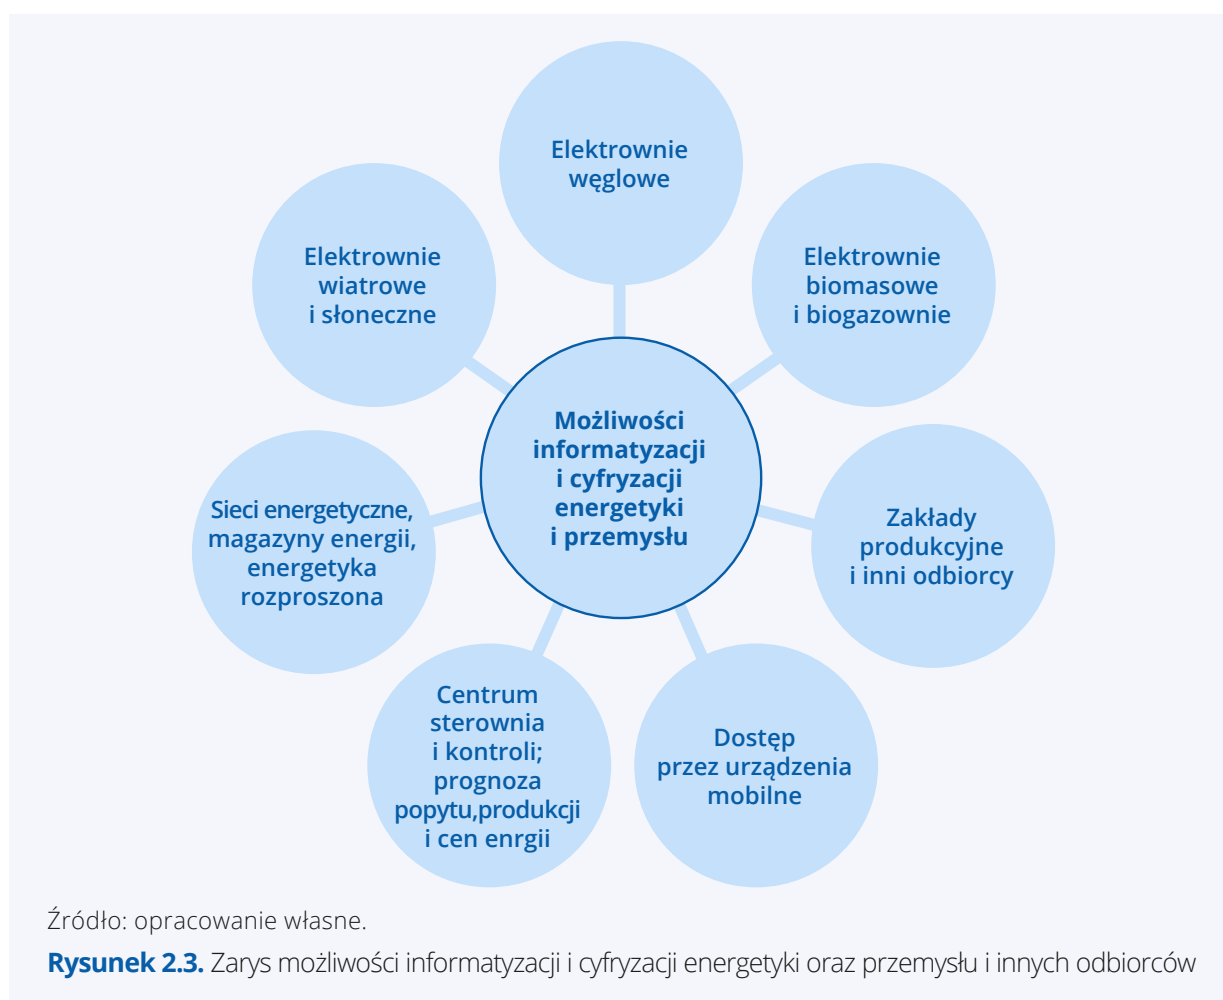 Elektrownie
węglowe
Elektrownie
wiatrowe
i słoneczne
Elektrownie
biomasowe
i biogazownie
Możliwości
informatyzacji
i cyfryzacji
energetyki
i przemysłu
Sieci energetyczne,
magazyny energii,
energetyka
rozproszona
Zakłady
produkcyjne
i inni odbiorcy
Centrum
sterownia
i kontroli;
prognoza
popytu,produkcji
i cen enrgii
Dostęp
przez urządzenia
mobilne
Źródło: opracowanie własne.
Rysunek 2.3. Zarys możliwości informatyzacji i cyfryzacji energetyki oraz przemysłu i innych odbiorców